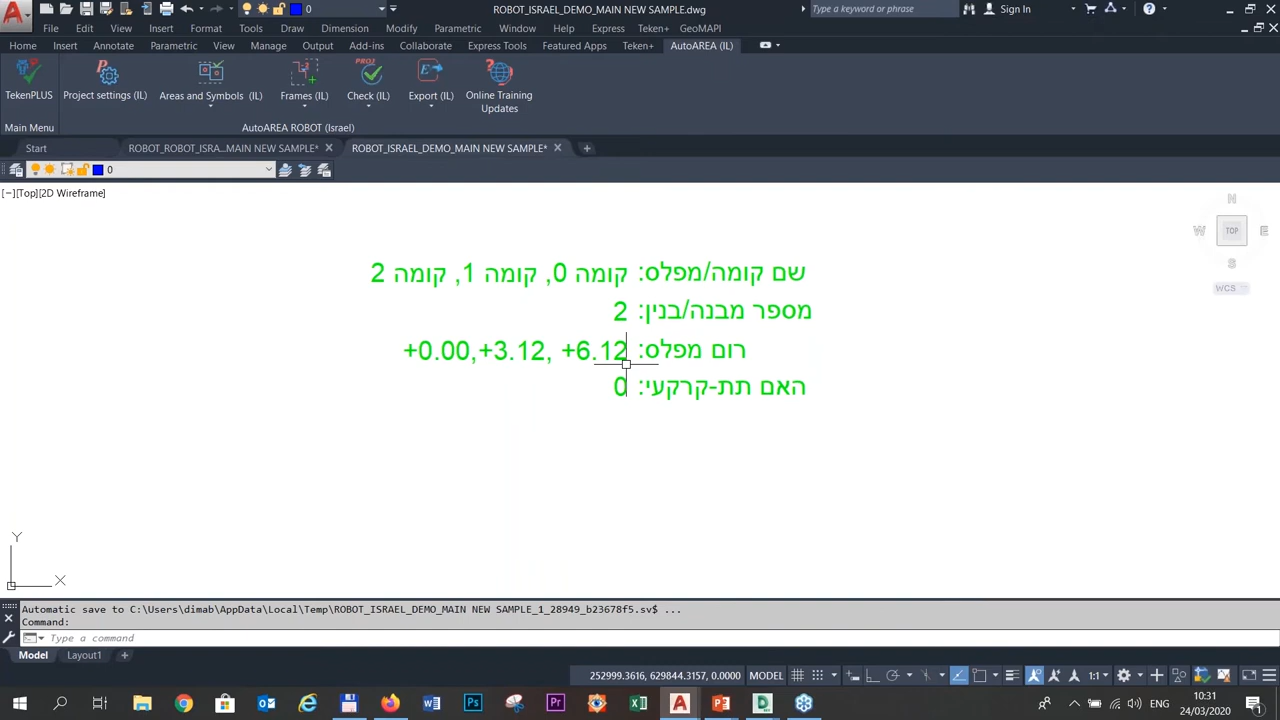 ROBOT_ISRAEL_DEMO_MAIN NEW SAMPLE.dwg
0
Type a keyword or phrase
Sign In
File Edit View Insert Format Tools Draw Dimension Modify Parametric Window Help Express Teken+ GeoMAPI
Home Insert Annotate Parametric View Manage Output Add-ins Collaborate Express Tools Featured Apps Teken+ AutoAREA (IL)
TekenPLUS
Project settings (IL)
Areas and Symbols (IL)
Frames (IL)
Check (IL)
Export (IL)
Online Training
Updates
Main Menu
AutoAREA ROBOT (Israel)
Start
ROBOT_ROBOT_ISRA...MAIN NEW SAMPLE*
ROBOT_ISRAEL_DEMO_MAIN NEW SAMPLE*
0
[−][Top][2D Wireframe]
N
W TOP E
S
WCS
שם קומה/מפלס: קומה 0, קומה 1, קומה 2
מספר מבנה/בנין: 2
רום מפלס: +0.00,+3.12, +6.12
האם תת-קרקעי: 0
Y
X
Automatic save to C:\Users\dimab\AppData\Local\Temp\ROBOT_ISRAEL_DEMO_MAIN NEW SAMPLE_1_28949_b23678f5.sv$ ...
Command:
Type a command
Model Layout1 +
252999.3616, 629844.3157, 0.0000 MODEL 1:1
10:31
24/03/2020